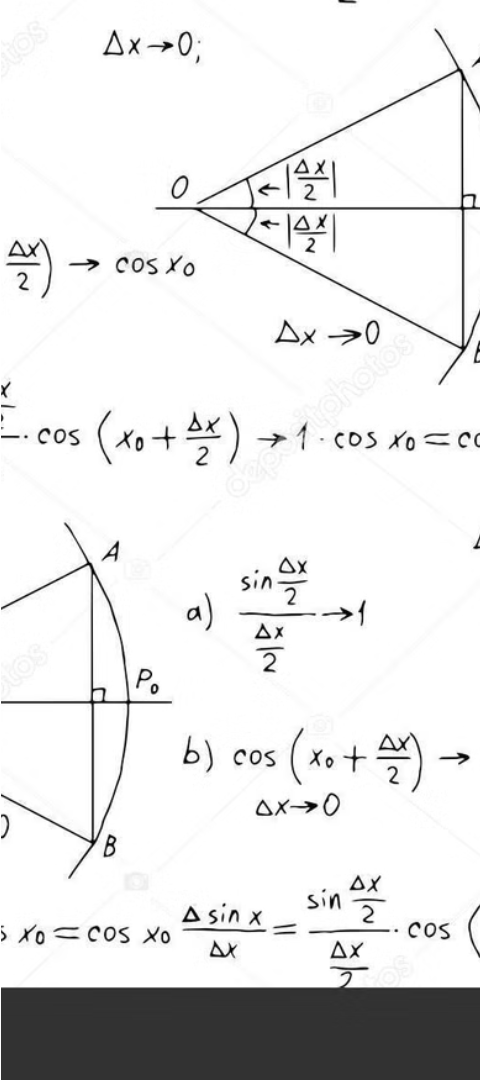 Δx→0;
O
←|Δx/2|
←|Δx/2|
Δx/2) → cos x₀
Δx→0
· cos (x₀ + Δx/2) → 1 · cos x₀ =
A
a) (sin Δx/2)/(Δx/2) → 1
P₀
b) cos (x₀ + Δx/2) →
Δx→0
B
x₀ = cos x₀ (Δ sin x)/(Δx) = (sin Δx/2)/(Δx/2) · cos (
depositphotos